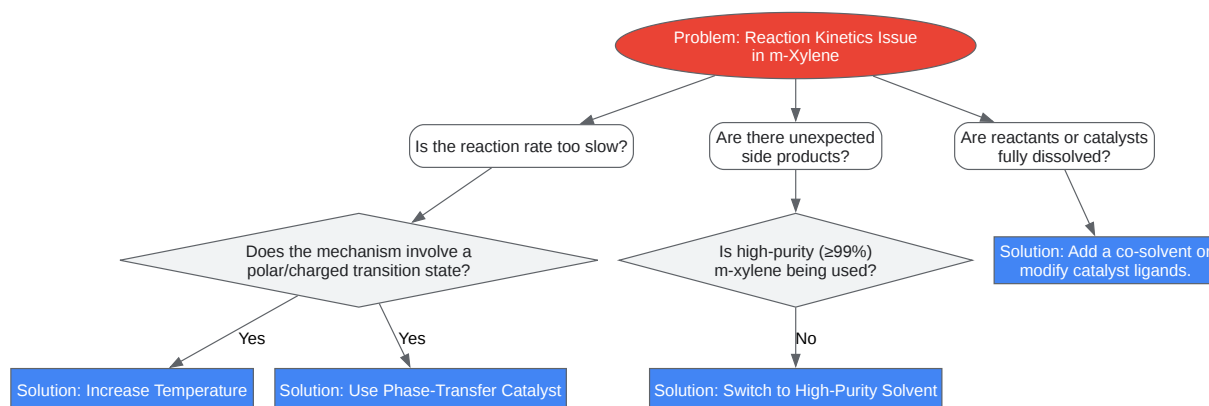 Problem: Reaction Kinetics Issue
in m-Xylene
Is the reaction rate too slow?
Are there unexpected
side products?
Are reactants or catalysts
fully dissolved?
Does the mechanism involve a
polar/charged transition state?
Is high-purity (≥99%)
m-xylene being used?
Solution: Add a co-solvent or
modify catalyst ligands.
Yes
Yes
No
Solution: Increase Temperature
Solution: Use Phase-Transfer Catalyst
Solution: Switch to High-Purity Solvent